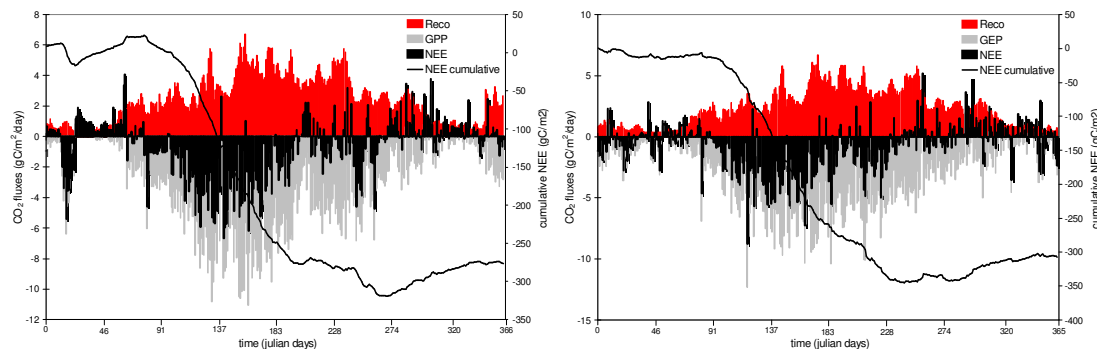 8
6
4
2
0
-2
-4
-6
-8
-10
-12
CO2 fluxes (gC/m2/day)
Reco
GPP
NEE
NEE cumulative
50
0
-50
-100
-150
-200
-250
-300
-350
cumulative NEE (gC/m2)
0 46 91 137 183 228 274 320 366
time (julian days)
10
5
0
-5
-10
-15
CO2 fluxes (gC/m2/day)
Reco
GEP
NEE
NEE cumulative
50
0
-50
-100
-150
-200
-250
-300
-350
-400
cumulative NEE (gC/m2)
0 46 91 137 183 228 274 320 365
time (julian days)